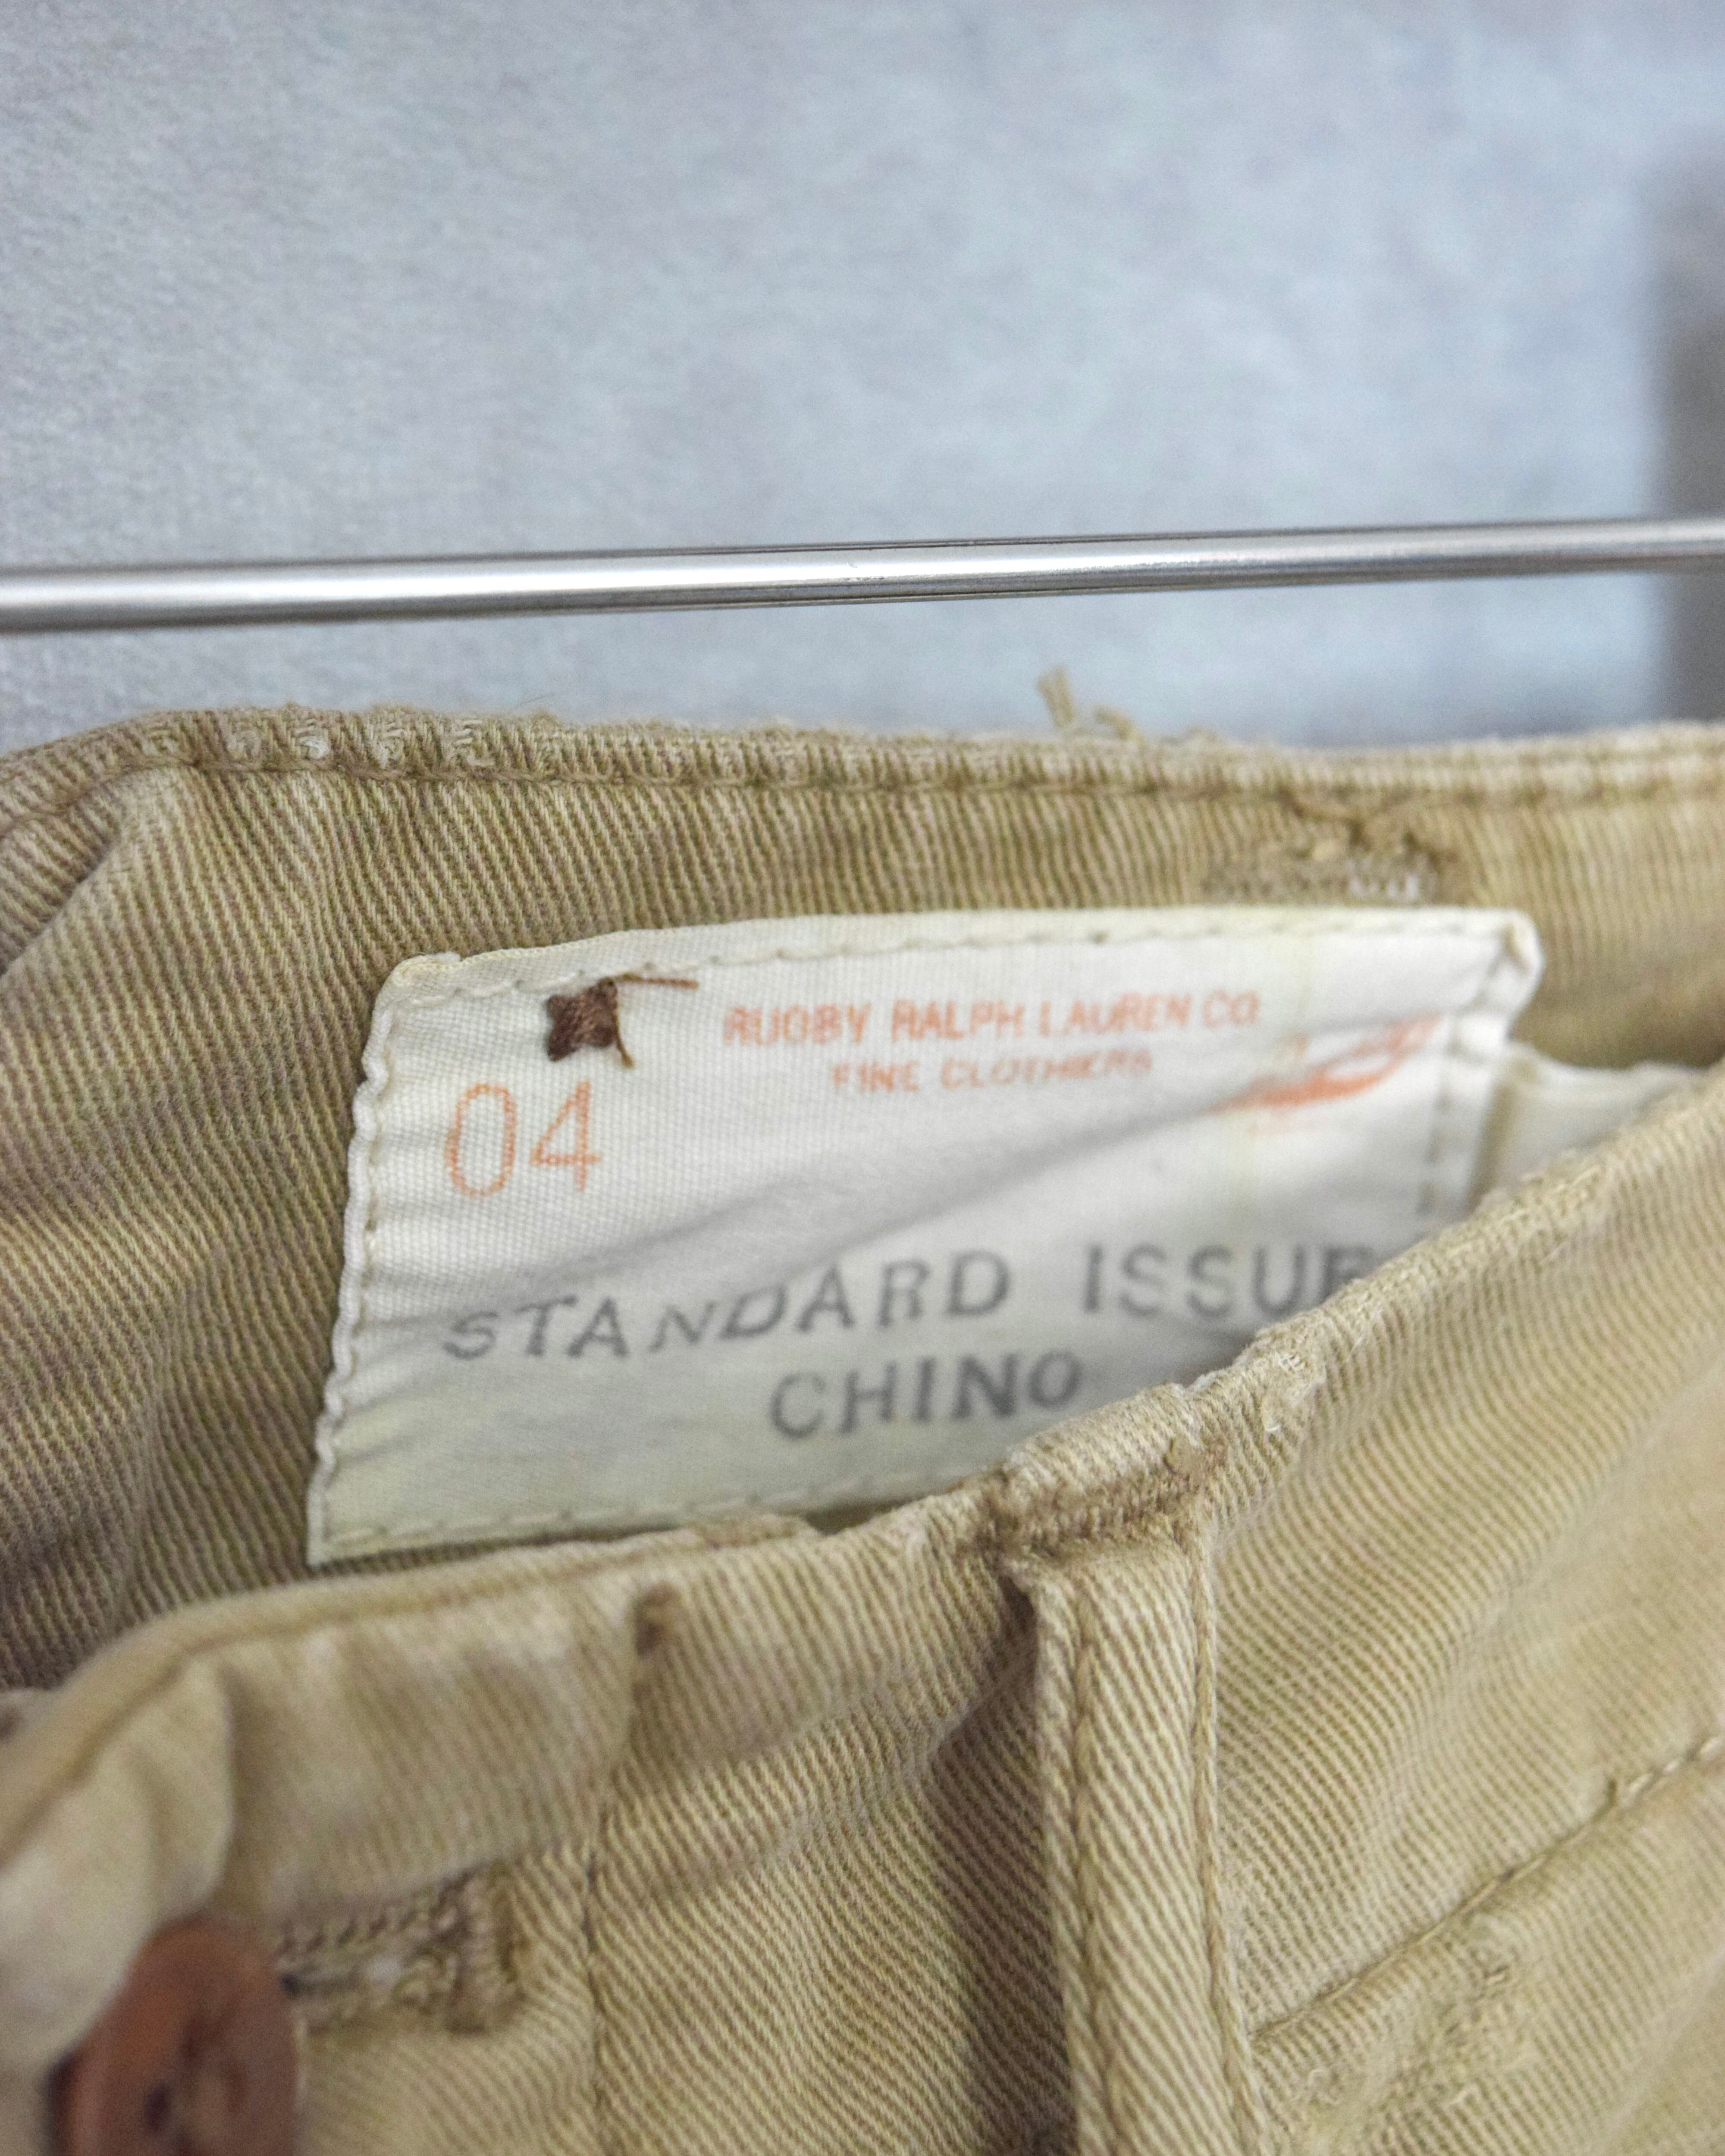 RUGBY RALPH LAUREN CO
FINE CLOTHIERS
04
STANDARD ISSUE
CHINO